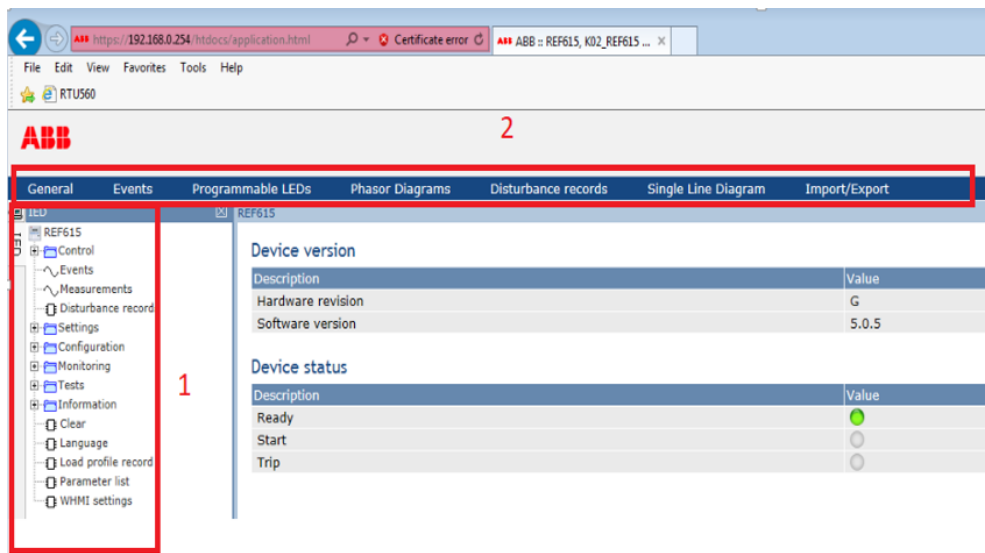 ABB https://192.168.0.254/htdocs/application.html Certificate error ABB ABB :: REF615, K02_REF615 ...
File Edit View Favorites Tools Help
RTU560
ABB
2
General Events Programmable LEDs Phasor Diagrams Disturbance records Single Line Diagram Import/Export
IED
REF615
IED
REF615
Control
Events
Measurements
Disturbance record
Settings
Configuration
Monitoring
Tests
Information
Clear
Language
Load profile record
Parameter list
WHMI settings
1
Device version
Description Value
Hardware revision G
Software version 5.0.5
Device status
Description Value
Ready
Start
Trip